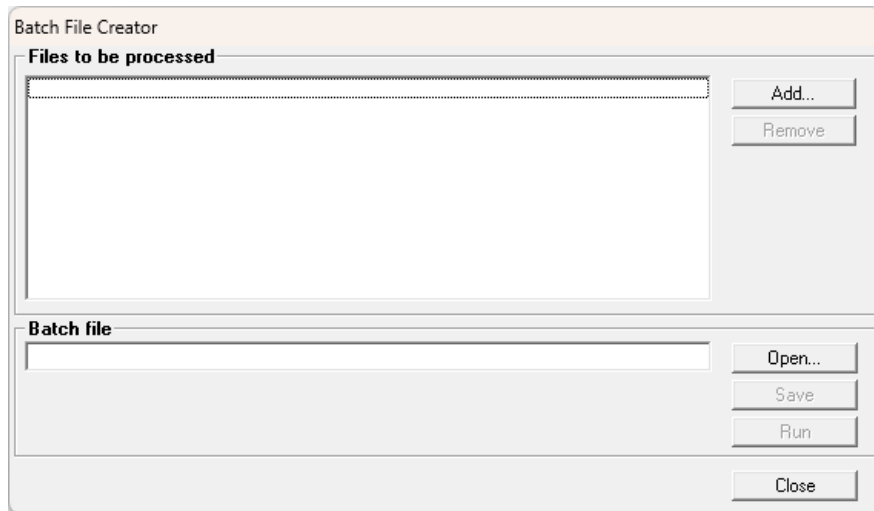 Batch File Creator
Files to be processed
Add...
Remove
Batch file
Open...
Save
Run
Close